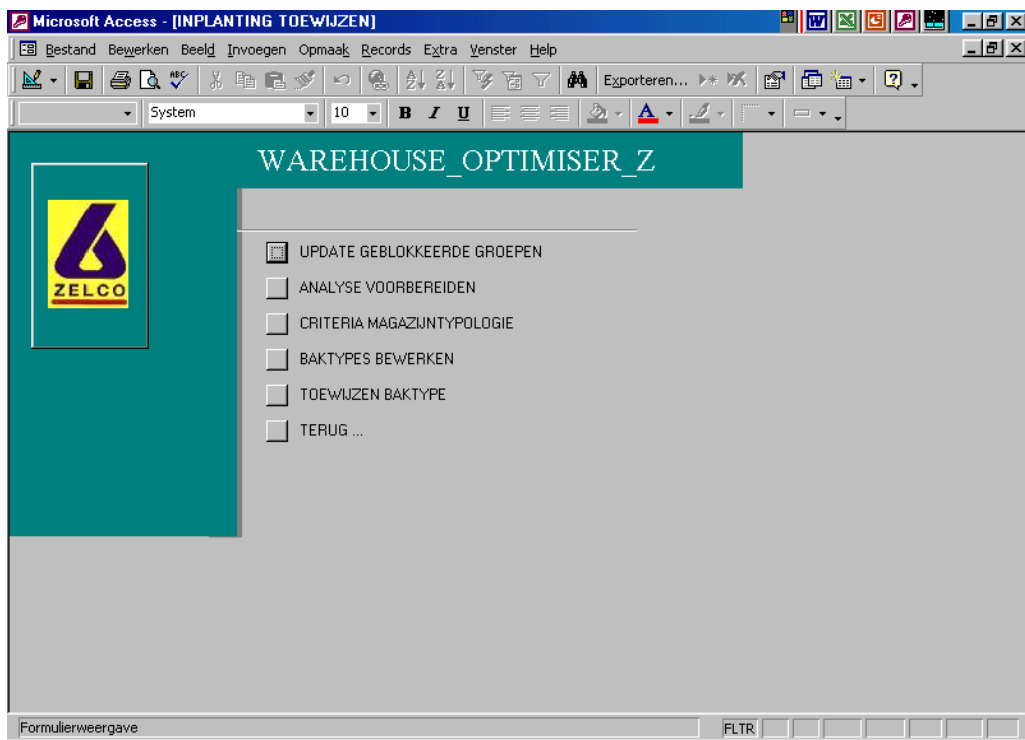 Microsoft Access - [INPLANTING TOEWIJZEN]
Bestand Bewerken Beeld Invoegen Opmaak Records Extra Venster Help
Exporteren...
System 10 B I U A
WAREHOUSE_OPTIMISER_Z
ZELCO
UPDATE GEBLOKKEERDE GROEPEN
ANALYSE VOORBEREIDEN
CRITERIA MAGAZIJNTYPOLOGIE
BAKTYPES BEWERKEN
TOEWIJZEN BAKTYPE
TERUG ...
Formulierweergave FLTR